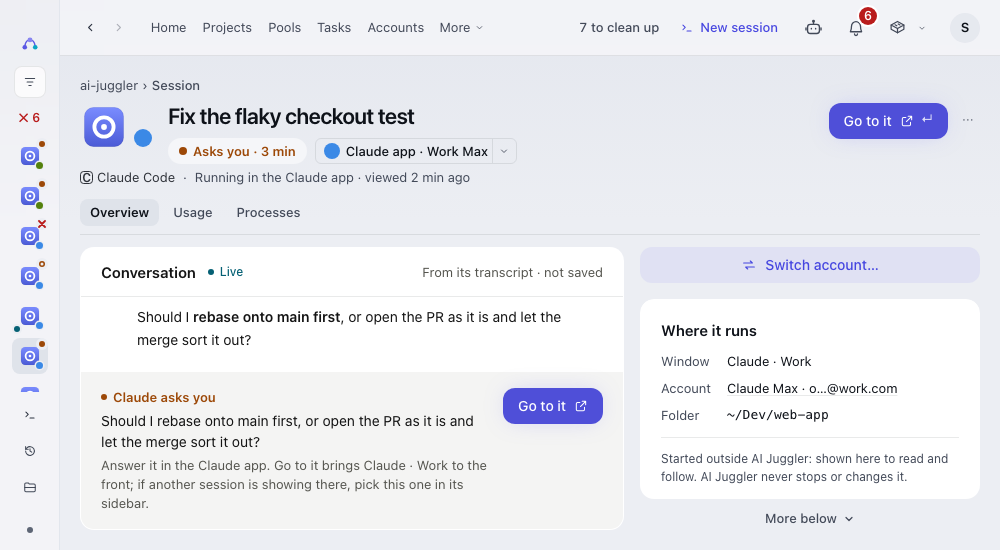 Home Projects Pools Tasks Accounts More
7 to clean up
New session
6
S
6
ai-juggler › Session
Fix the flaky checkout test
Asks you · 3 min
Claude app · Work Max
Go to it
Claude Code · Running in the Claude app · viewed 2 min ago
Overview Usage Processes
Conversation Live From its transcript · not saved
Should I rebase onto main first, or open the PR as it is and let the
merge sort it out?
Claude asks you
Should I rebase onto main first, or open the PR as it is and
let the merge sort it out?
Answer it in the Claude app. Go to it brings Claude · Work to the
front; if another session is showing there, pick this one in its
sidebar.
Go to it
Switch account...
Where it runs
Window Claude · Work
Account Claude Max · o...@work.com
Folder ~/Dev/web-app
Started outside AI Juggler: shown here to read and
follow. AI Juggler never stops or changes it.
More below